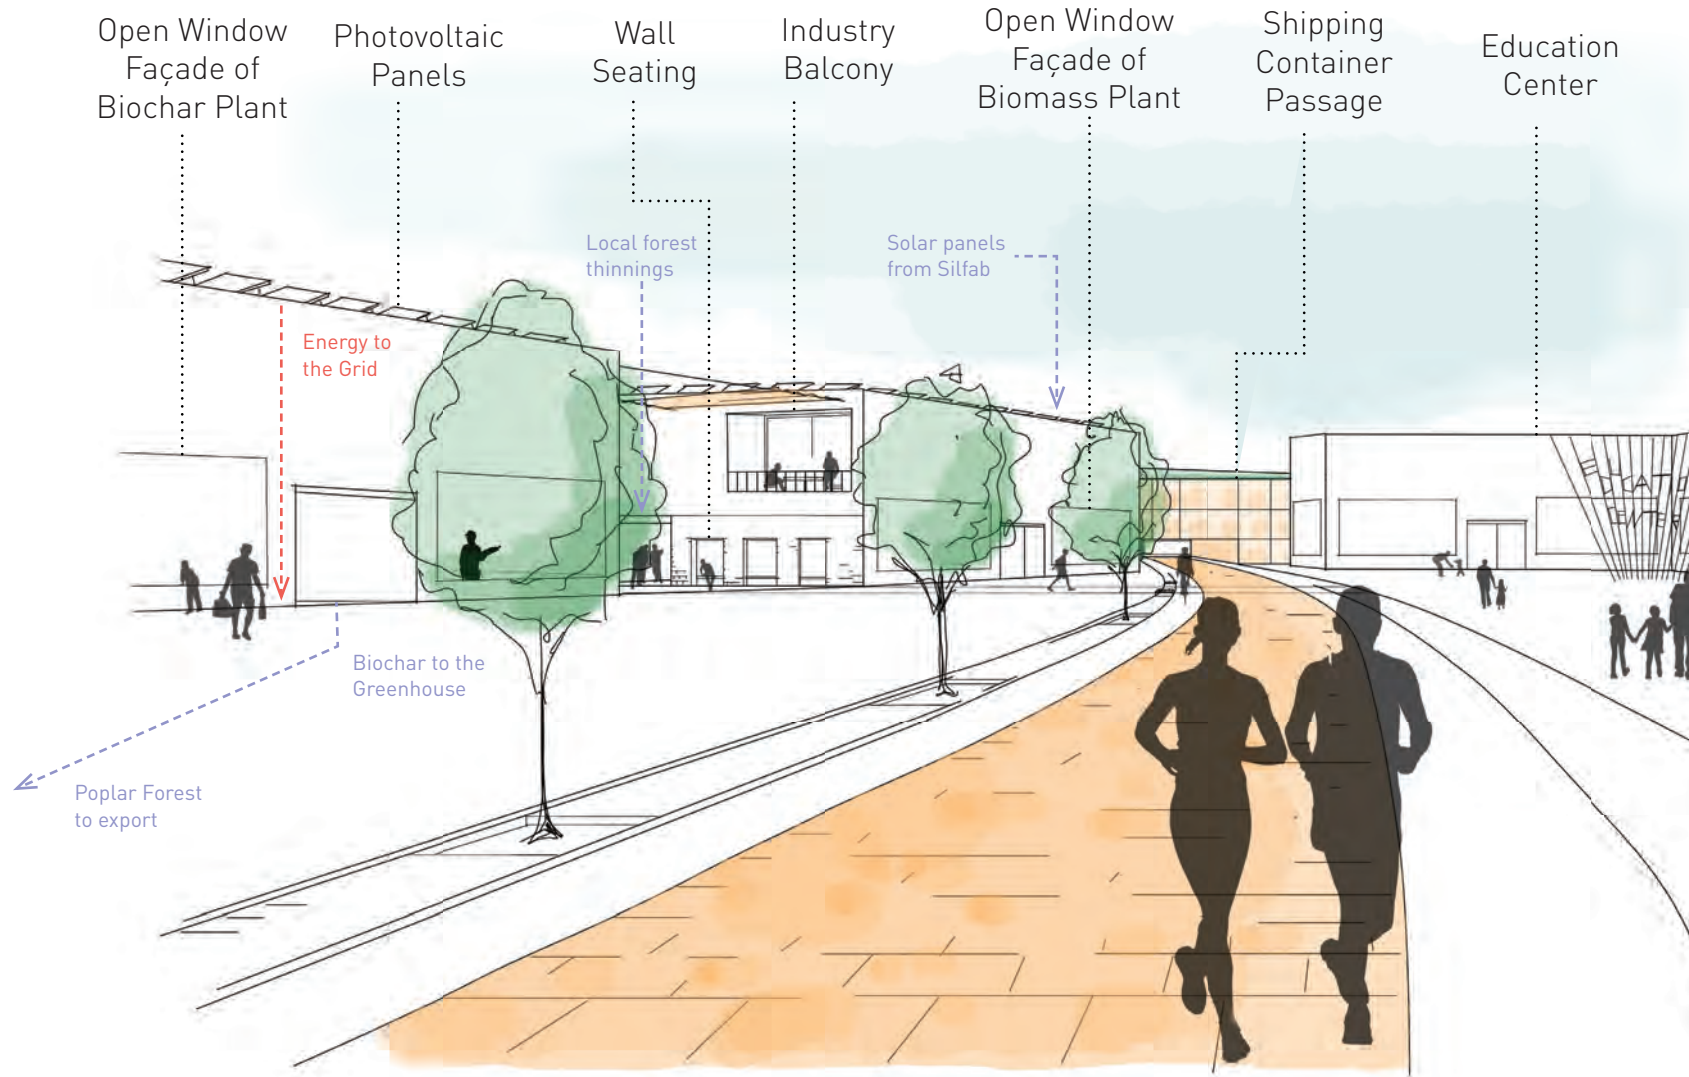 Open Window
Façade of
Biochar Plant
Photovoltaic
Panels
Wall
Seating
Industry
Balcony
Open Window
Façade of
Biomass Plant
Shipping
Container
Passage
Education
Center
Local forest
thinnings
Solar panels
from Silfab
Energy to
the Grid
Biochar to the
Greenhouse
Poplar Forest
to export